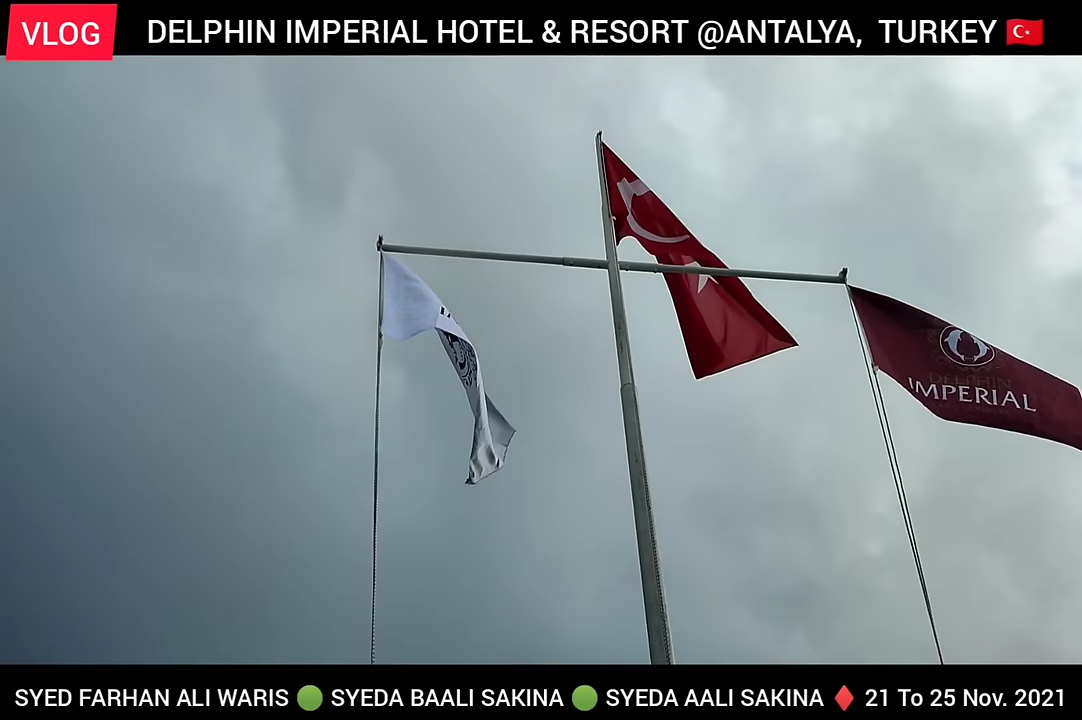 VLOG
DELPHIN IMPERIAL HOTEL & RESORT @ANTALYA, TURKEY 🇹🇷
DELPHIN
IMPERIAL
SYED FARHAN ALI WARIS 🟢 SYEDA BAALI SAKINA 🟢 SYEDA AALI SAKINA ♦️ 21 To 25 Nov. 2021